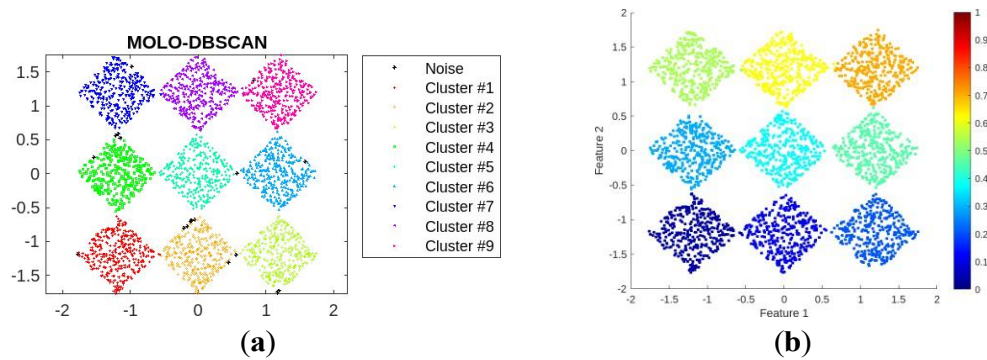 MOLO-DBSCAN
1.5
1
0.5
0
-0.5
-1
-1.5
-2 -1 0 1 2
Noise
Cluster #1
Cluster #2
Cluster #3
Cluster #4
Cluster #5
Cluster #6
Cluster #7
Cluster #8
Cluster #9
(a)
Feature 2
2
1.5
1
0.5
0
-0.5
-1
-1.5
-2
-2 -1.5 -1 -0.5 0 0.5 1 1.5 2
Feature 1
1
0.9
0.8
0.7
0.6
0.5
0.4
0.3
0.2
0.1
0
(b)